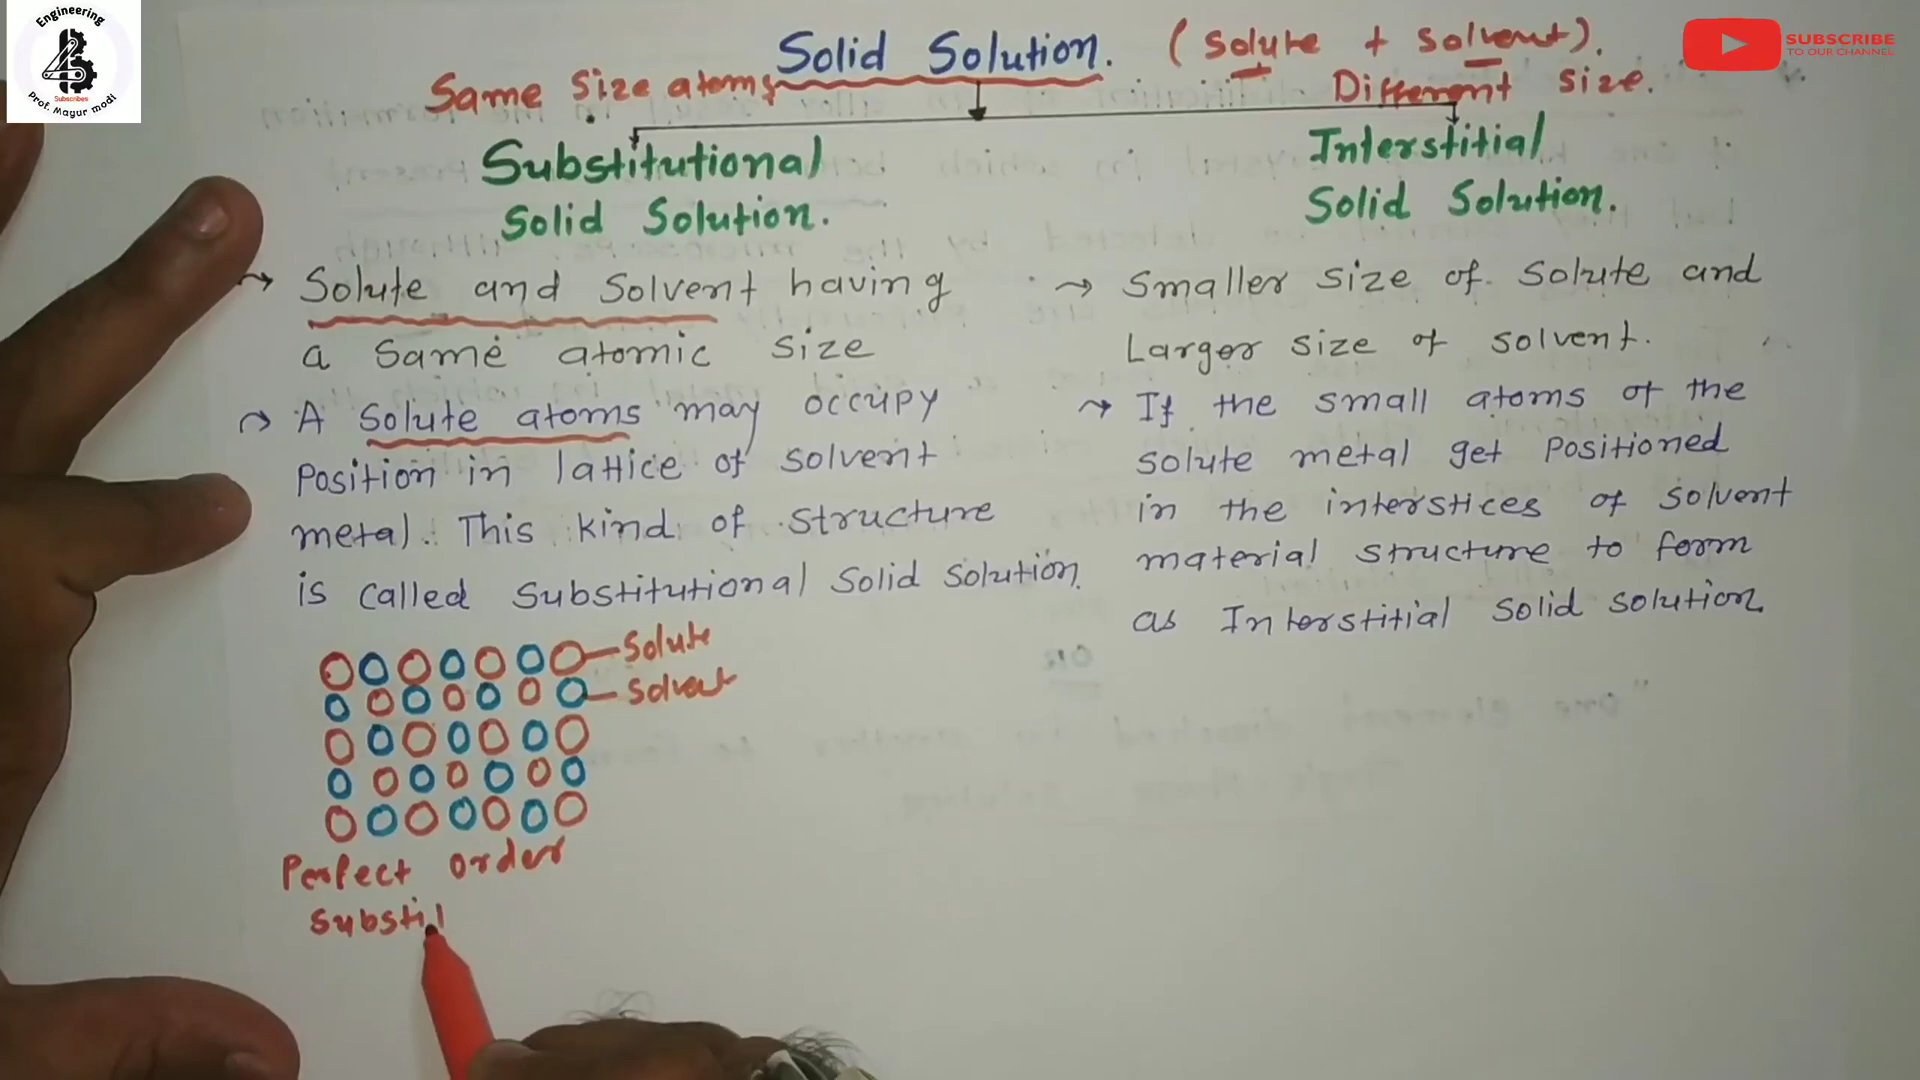 Engineering
Subscribes
Prof. Mayur modi
SUBSCRIBE
TO OUR CHANNEL
Solid Solution. (Solute + Solvent).
Same Size atoms
Different Size.
Substitutional
Solid Solution.
→ Solute and Solvent having
a Same atomic size
→ A Solute atoms may occupy
Position in lattice of solvent
metal. This kind of structure
is called Substitutional Solid Solution
Solute
Solvent
Perfect Order
Substit
Interstitial
Solid Solution.
→ Smaller size of Solute and
Larger size of solvent.
→ If the small atoms of the
solute metal get Positioned
in the interstices of solvent
material structure to form
as Interstitial Solid Solution.
OR